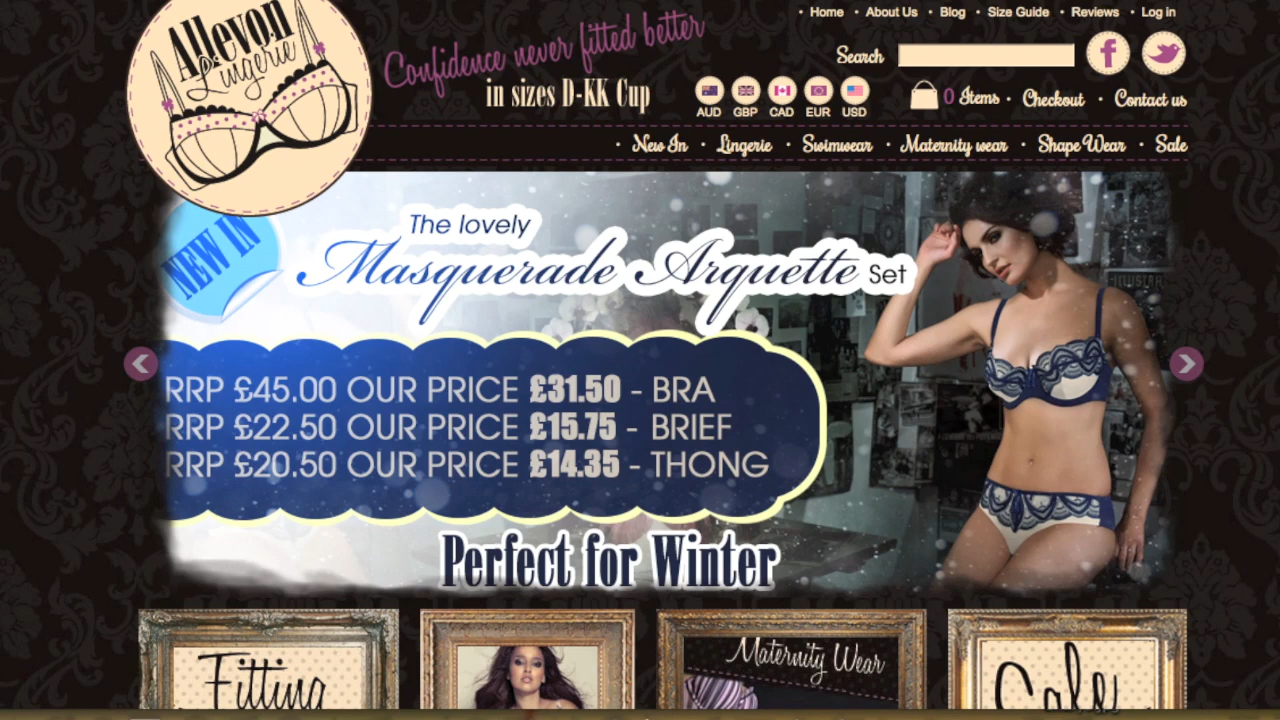 Allevon
Lingerie
Confidence never fitted better
in sizes D-KK Cup
• Home • About Us • Blog • Size Guide • Reviews • Log in
Search
AUD GBP CAD EUR USD
0 Items • Checkout • Contact us
• New In • Lingerie • Swimwear • Maternity wear • Shape Wear • Sale
NEW IN
The lovely
Masquerade Arquette Set
RRP £45.00 OUR PRICE £31.50 - BRA
RRP £22.50 OUR PRICE £15.75 - BRIEF
RRP £20.50 OUR PRICE £14.35 - THONG
Perfect for Winter
Fitting
Maternity Wear
Sale